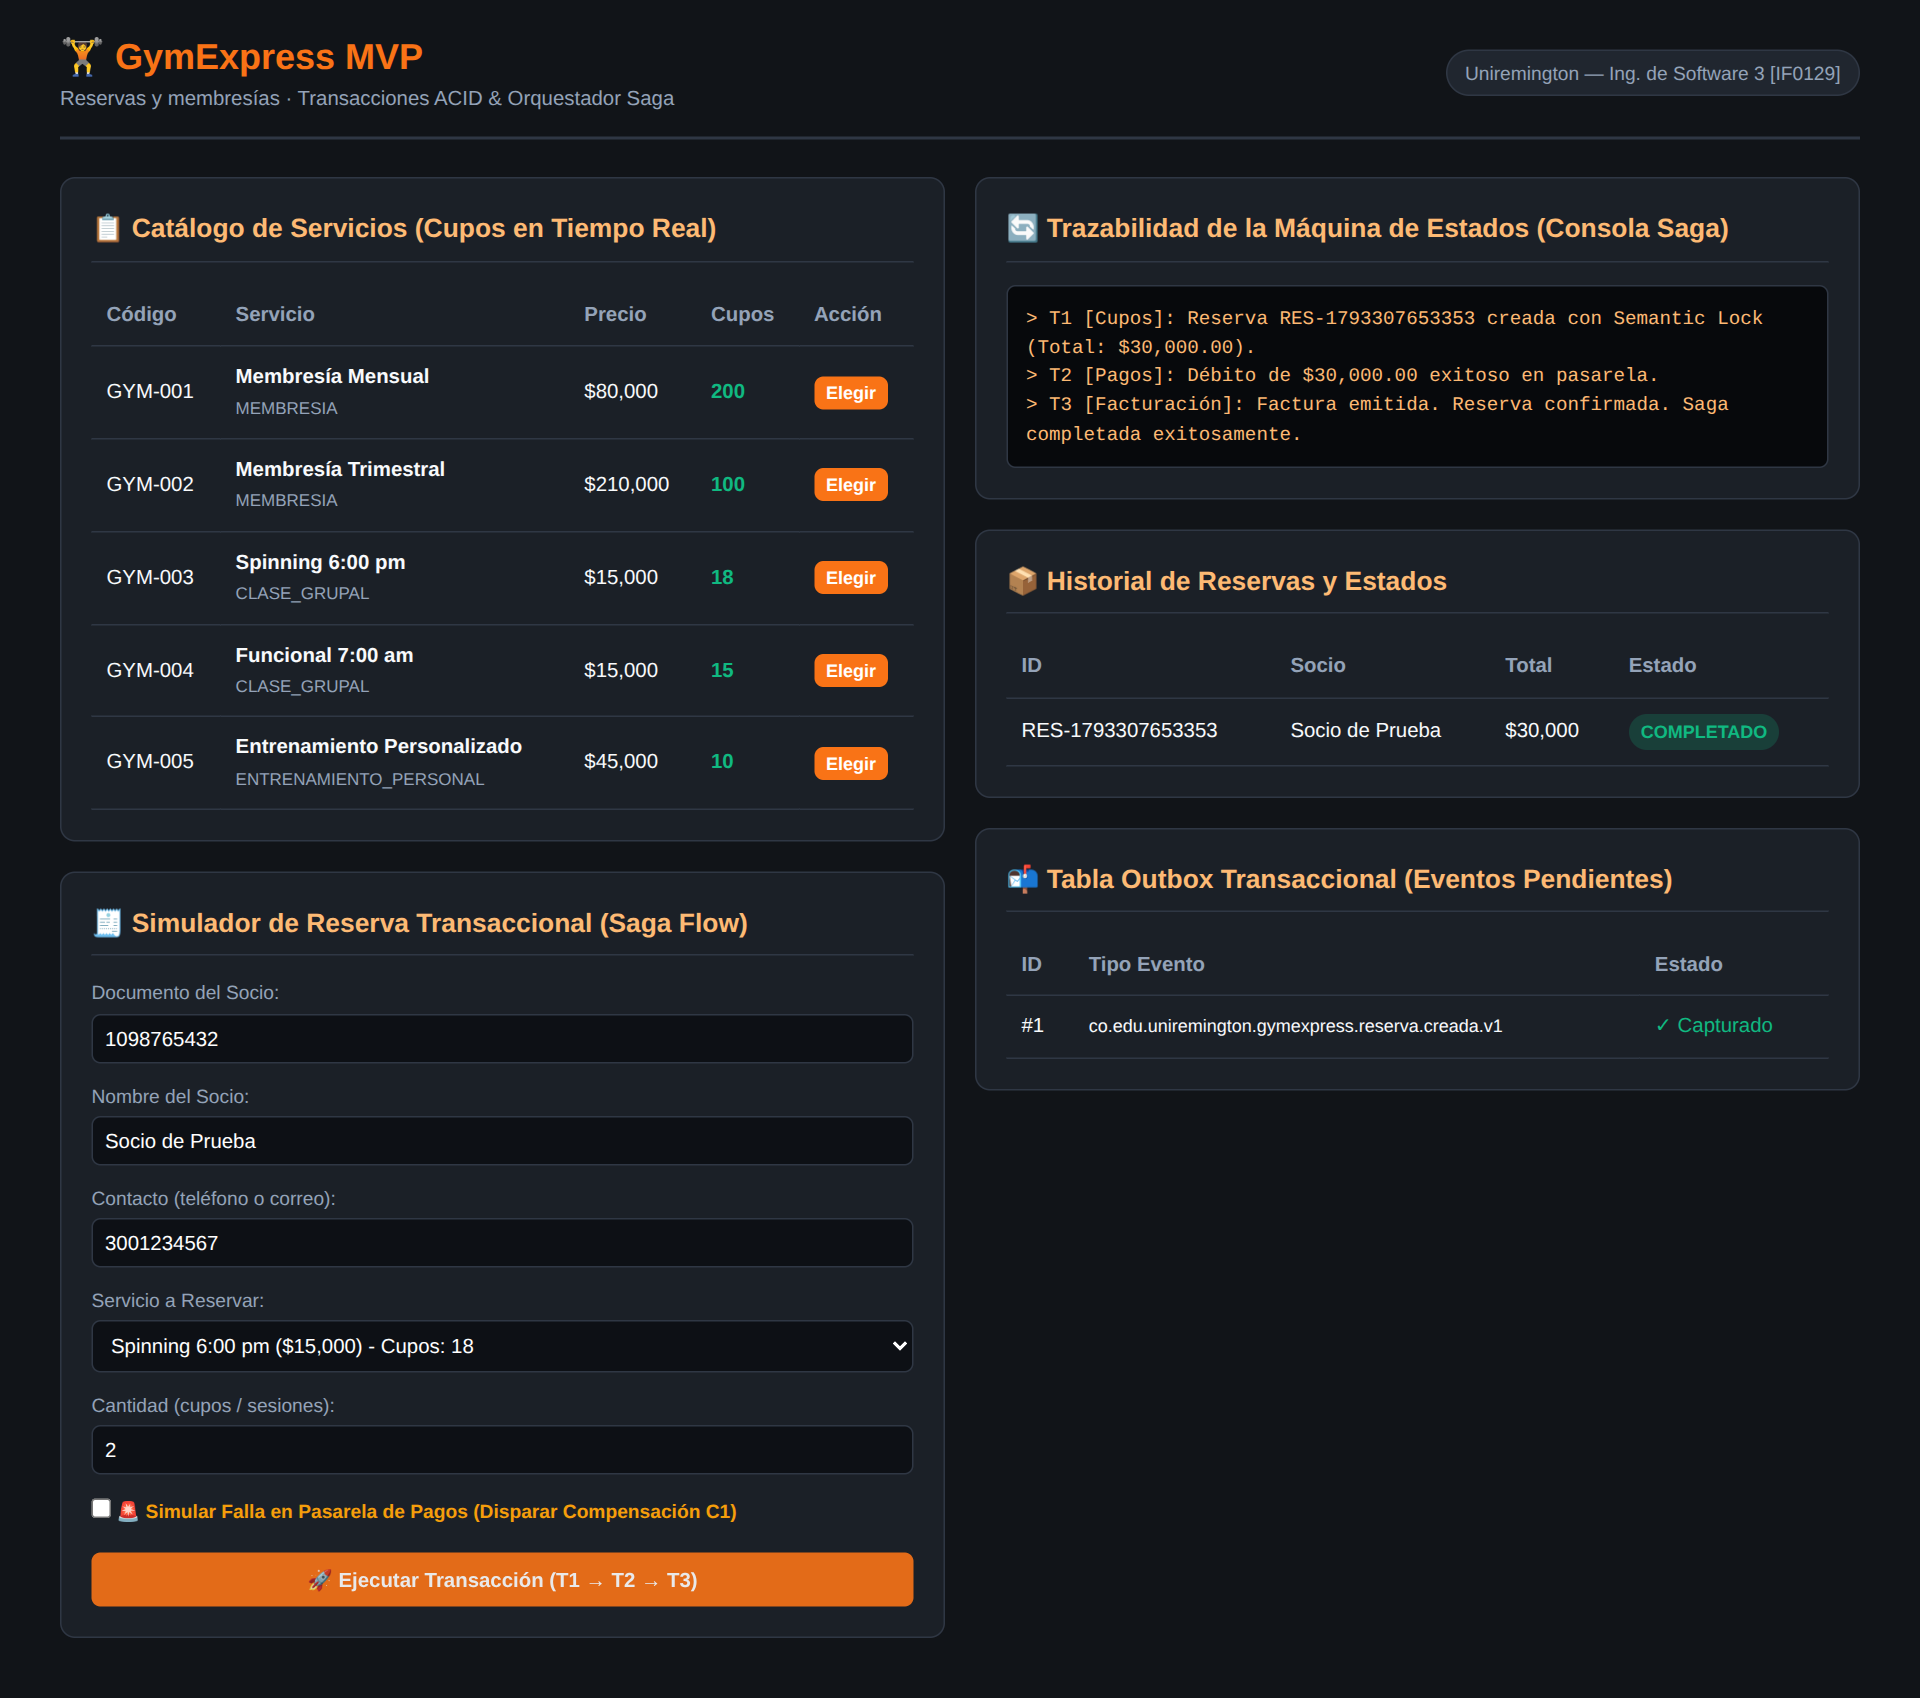 GymExpress MVP
Reservas y membresías · Transacciones ACID & Orquestador Saga
Uniremington — Ing. de Software 3 [IF0129]
Catálogo de Servicios (Cupos en Tiempo Real)
Código Servicio Precio Cupos Acción
GYM-001 Membresía Mensual $80,000 200 Elegir
MEMBRESIA
GYM-002 Membresía Trimestral $210,000 100 Elegir
MEMBRESIA
GYM-003 Spinning 6:00 pm $15,000 18 Elegir
CLASE_GRUPAL
GYM-004 Funcional 7:00 am $15,000 15 Elegir
CLASE_GRUPAL
GYM-005 Entrenamiento Personalizado $45,000 10 Elegir
ENTRENAMIENTO_PERSONAL
Simulador de Reserva Transaccional (Saga Flow)
Documento del Socio:
1098765432
Nombre del Socio:
Socio de Prueba
Contacto (teléfono o correo):
3001234567
Servicio a Reservar:
Spinning 6:00 pm ($15,000) - Cupos: 18
Cantidad (cupos / sesiones):
2
Simular Falla en Pasarela de Pagos (Disparar Compensación C1)
Ejecutar Transacción (T1 → T2 → T3)
Trazabilidad de la Máquina de Estados (Consola Saga)
> T1 [Cupos]: Reserva RES-1793307653353 creada con Semantic Lock
(Total: $30,000.00).
> T2 [Pagos]: Débito de $30,000.00 exitoso en pasarela.
> T3 [Facturación]: Factura emitida. Reserva confirmada. Saga
completada exitosamente.
Historial de Reservas y Estados
ID Socio Total Estado
RES-1793307653353 Socio de Prueba $30,000 COMPLETADO
Tabla Outbox Transaccional (Eventos Pendientes)
ID Tipo Evento Estado
#1 co.edu.uniremington.gymexpress.reserva.creada.v1 ✓ Capturado